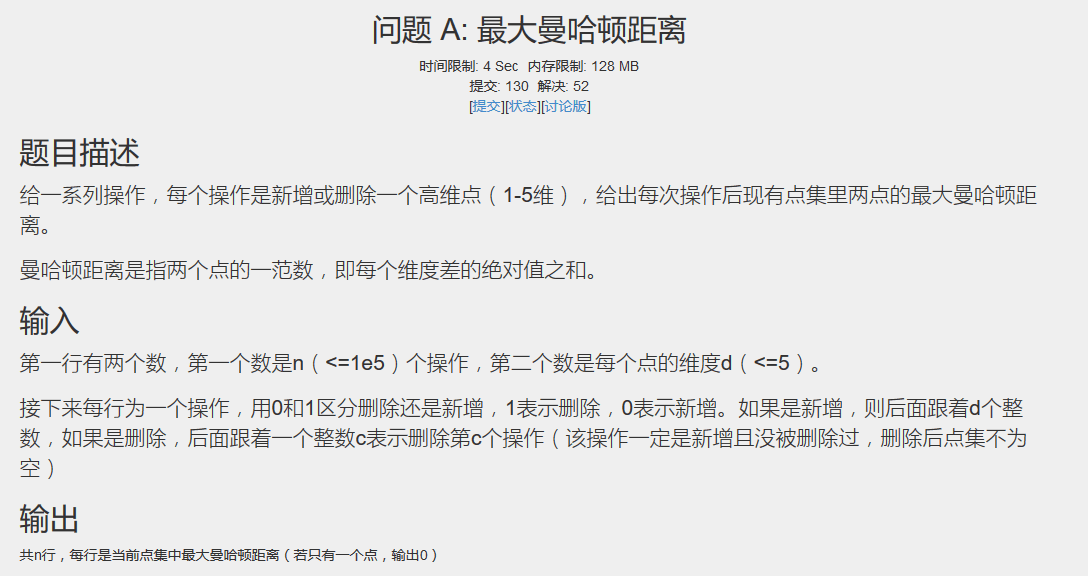 问题 A: 最大曼哈顿距离
时间限制: 4 Sec 内存限制: 128 MB
提交: 130 解决: 52
[提交][状态][讨论版]
题目描述
给一系列操作，每个操作是新增或删除一个高维点（1-5维），给出每次操作后现有点集里两点的最大曼哈顿距
离。
曼哈顿距离是指两个点的一范数，即每个维度差的绝对值之和。
输入
第一行有两个数，第一个数是n（<=1e5）个操作，第二个数是每个点的维度d（<=5）。
接下来每行为一个操作，用0和1区分删除还是新增，1表示删除，0表示新增。如果是新增，则后面跟着d个整
数，如果是删除，后面跟着一个整数c表示删除第c个操作（该操作一定是新增且没被删除过，删除后点集不为
空）
输出
共n行，每行是当前点集中最大曼哈顿距离（若只有一个点，输出0）